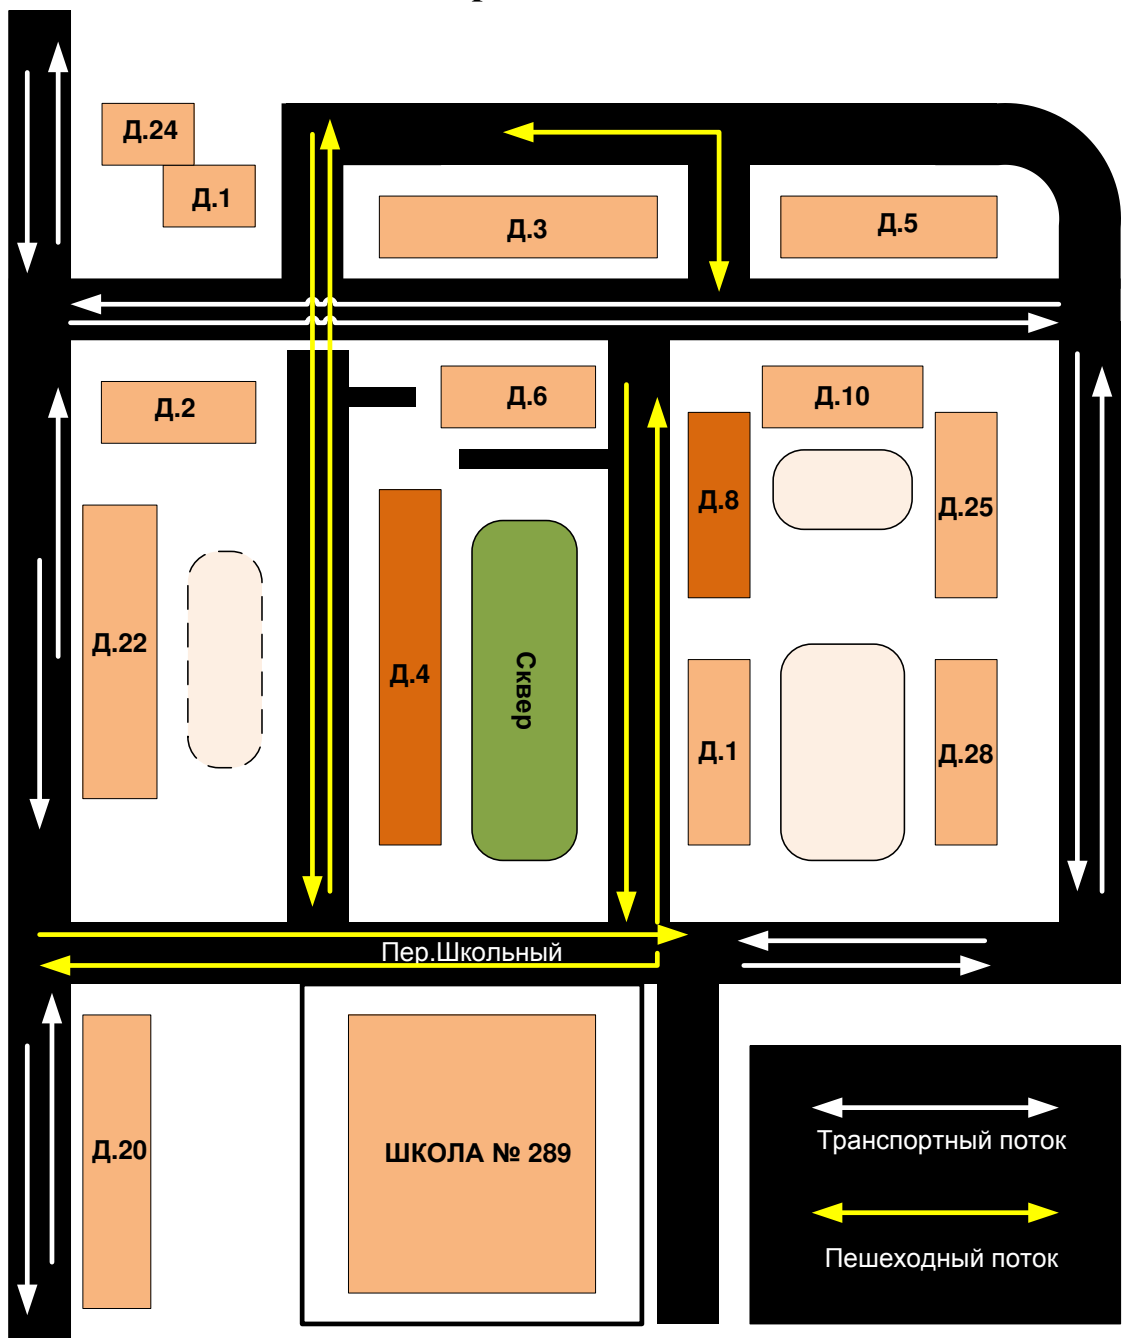 Д.24
Д.1
Д.3
Д.5
Д.2
Д.6
Д.10
Д.8
Д.25
Д.22
Д.4
Сквер
Д.1
Д.28
Пер.Школьный
Д.20
ШКОЛА № 289
Транспортный поток
Пешеходный поток